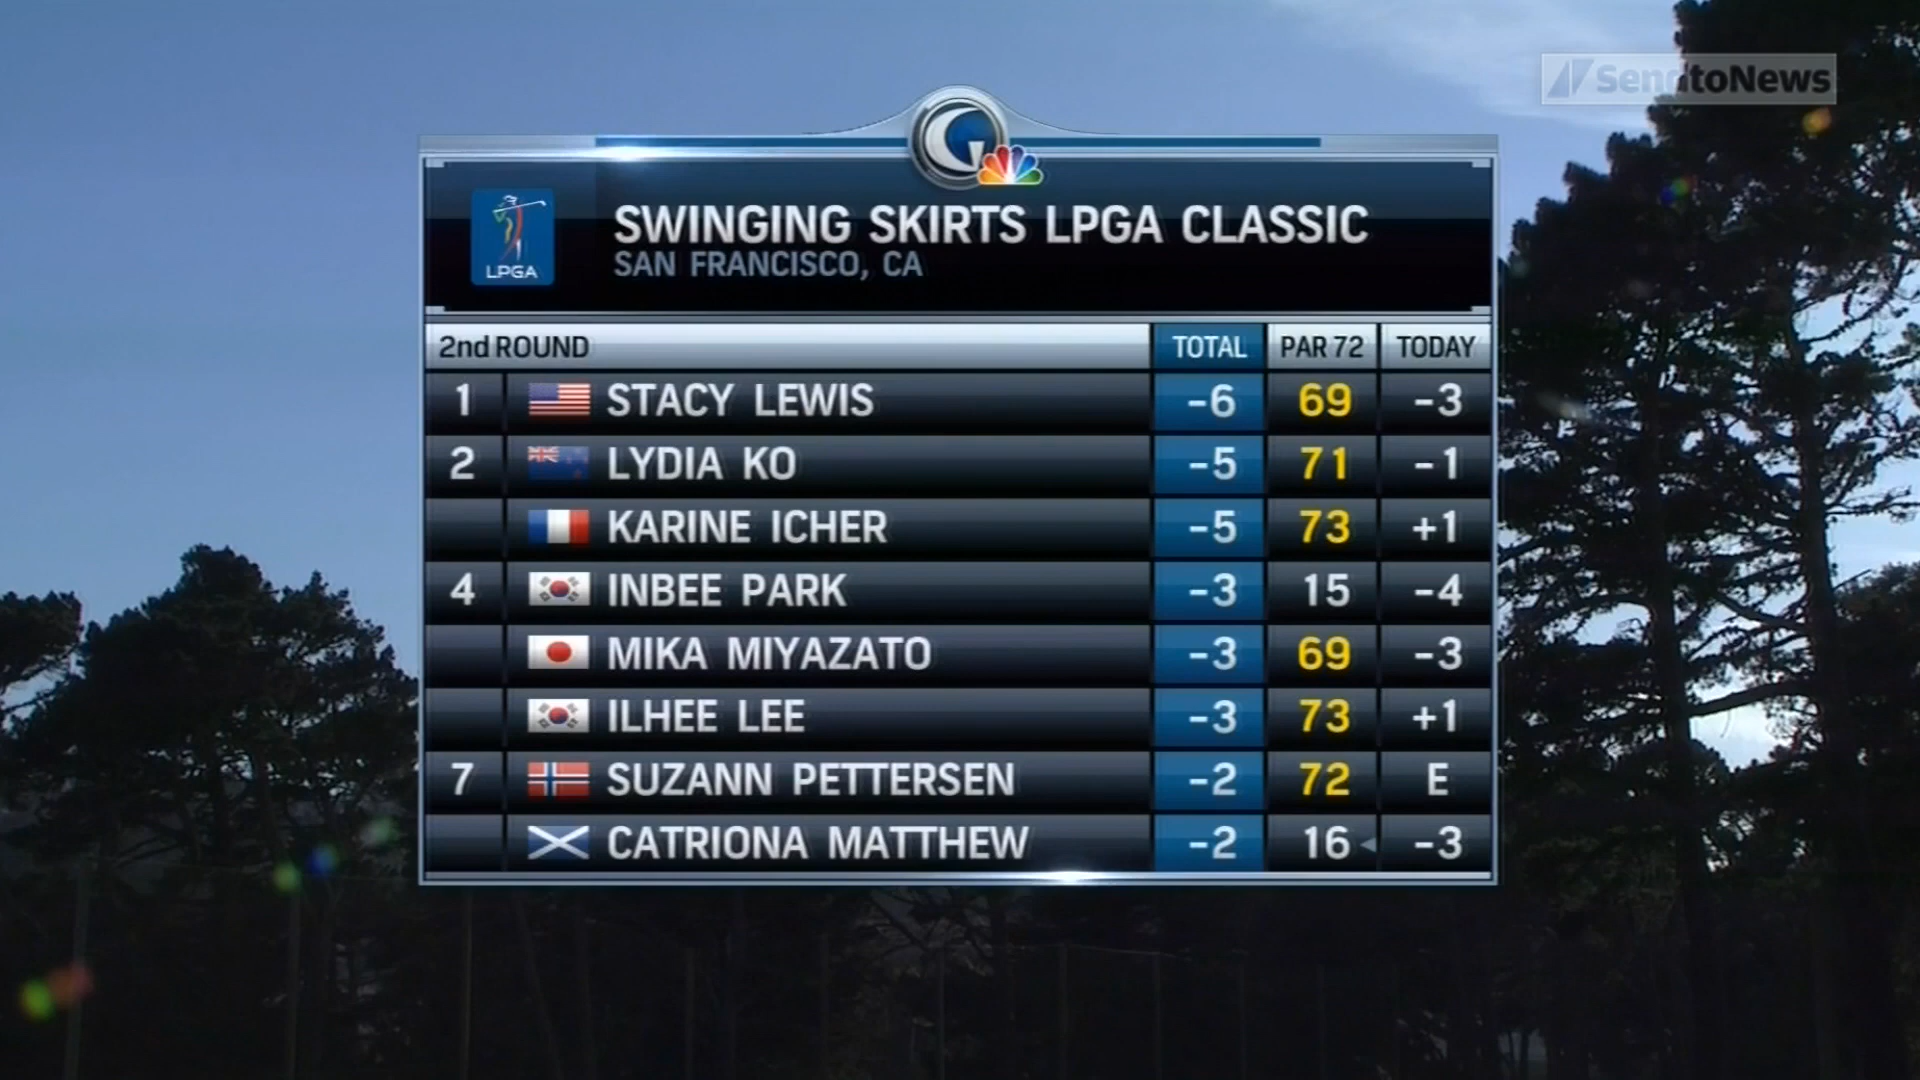 SendtoNews
SWINGING SKIRTS LPGA CLASSIC
LPGA
SAN FRANCISCO, CA
2nd ROUND TOTAL PAR 72 TODAY
1 STACY LEWIS -6 69 -3
2 LYDIA KO -5 71 -1
KARINE ICHER -5 73 +1
4 INBEE PARK -3 15 -4
MIKA MIYAZATO -3 69 -3
ILHEE LEE -3 73 +1
7 SUZANN PETTERSEN -2 72 E
CATRIONA MATTHEW -2 16 -3